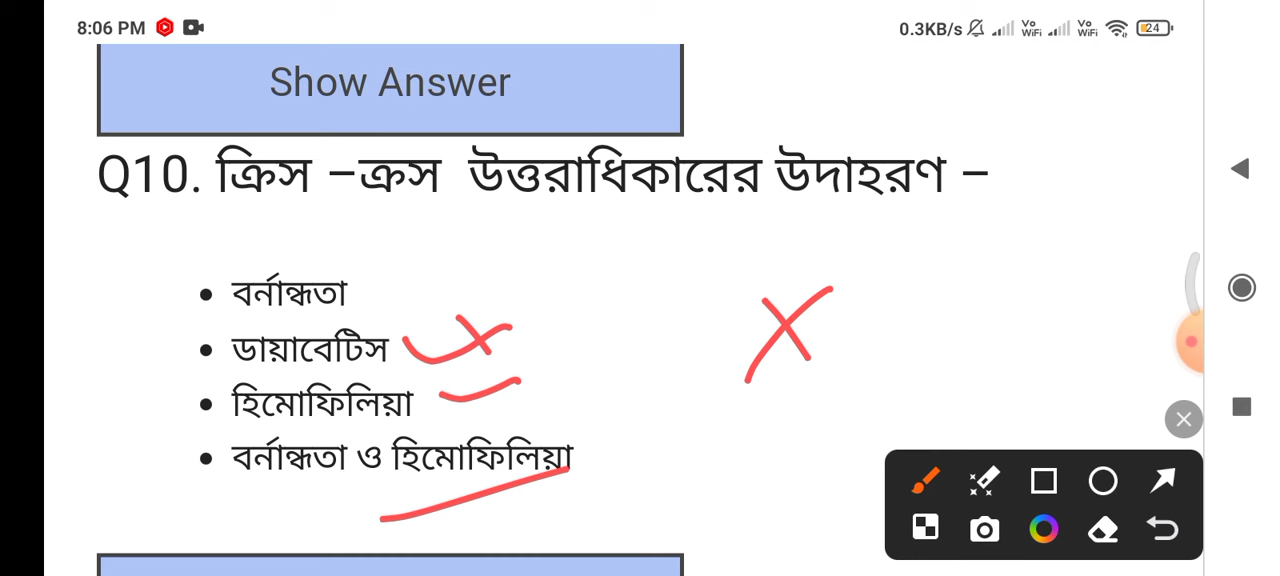 8:06 PM 0.3KB/s Vo WiFi Vo WiFi 24
Show Answer
Q10. ক্রিস –ক্রস উত্তরাধিকারের উদাহরণ –
• বর্নান্ধতা
• ডায়াবেটিস
• হিমোফিলিয়া
• বর্নান্ধতা ও হিমোফিলিয়া